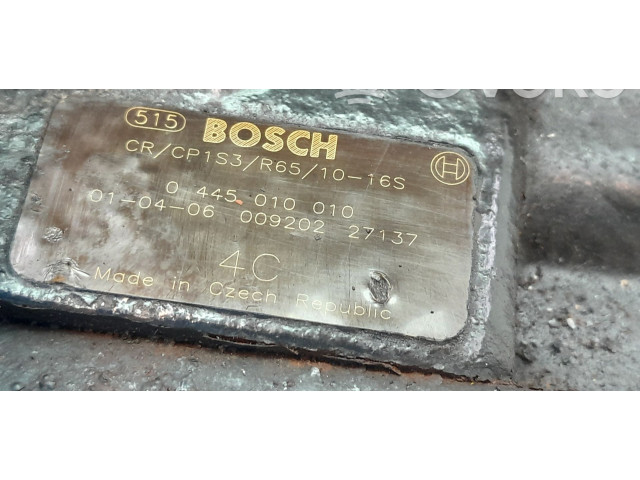 515 BOSCH
CR/CP1S3/R65/10-16S
0 445 010 010
01-04-06 009202 27137
4C
Made in Czech Republic